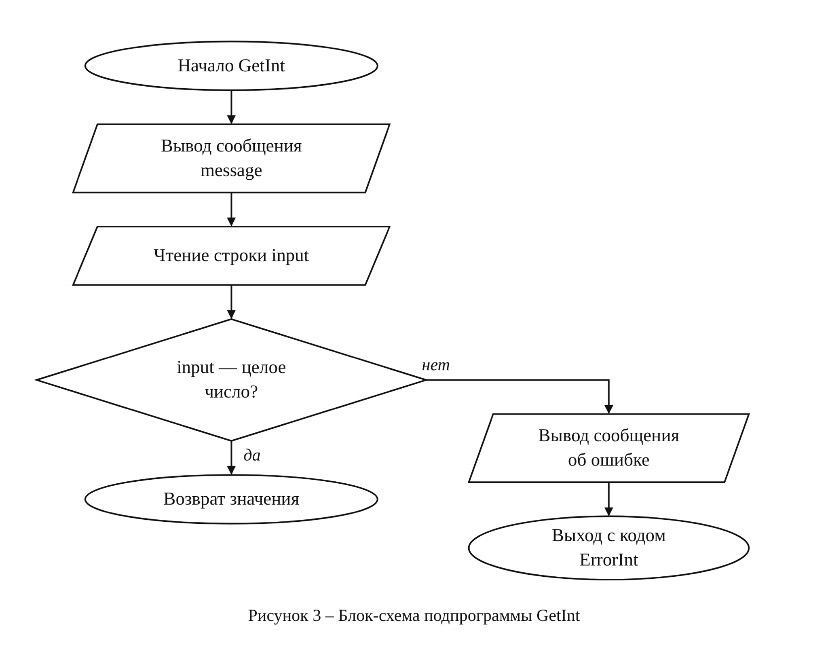 Начало GetInt
Вывод сообщения
message
Чтение строки input
input — целое
число?
нет
да
Вывод сообщения
об ошибке
Возврат значения
Выход с кодом
ErrorInt
Рисунок 3 – Блок-схема подпрограммы GetInt